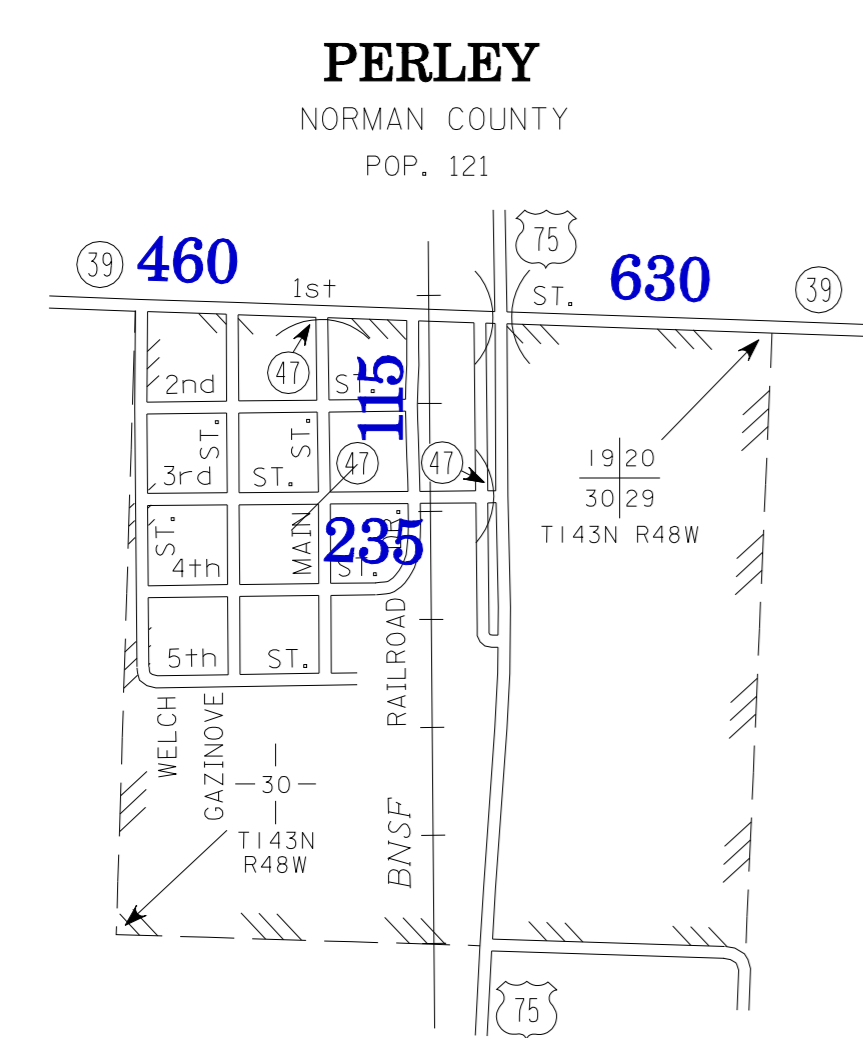 PERLEY
NORMAN COUNTY
POP. 121
75
39
460
630
39
1st
ST.
47
2nd
ST.
115
ST.
ST.
47
47
3rd
ST.
19 20
30 29
T143N R48W
ST.
MAIN
235
DR.
4th
ST.
5th
ST.
RAILROAD
WELCH
GAZINOVE
30
T143N
R48W
BNSF
75